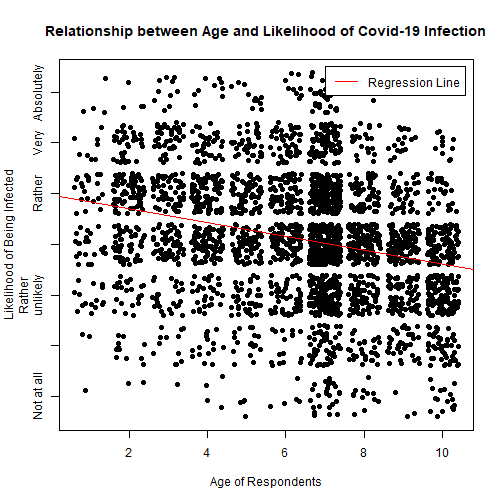 Relationship between Age and Likelihood of Covid-19 Infection
Regression Line
Absolutely
Very
Rather
Rather
unlikely
Not at all
Likelihood of Being Infected
2 4 6 8 10
Age of Respondents